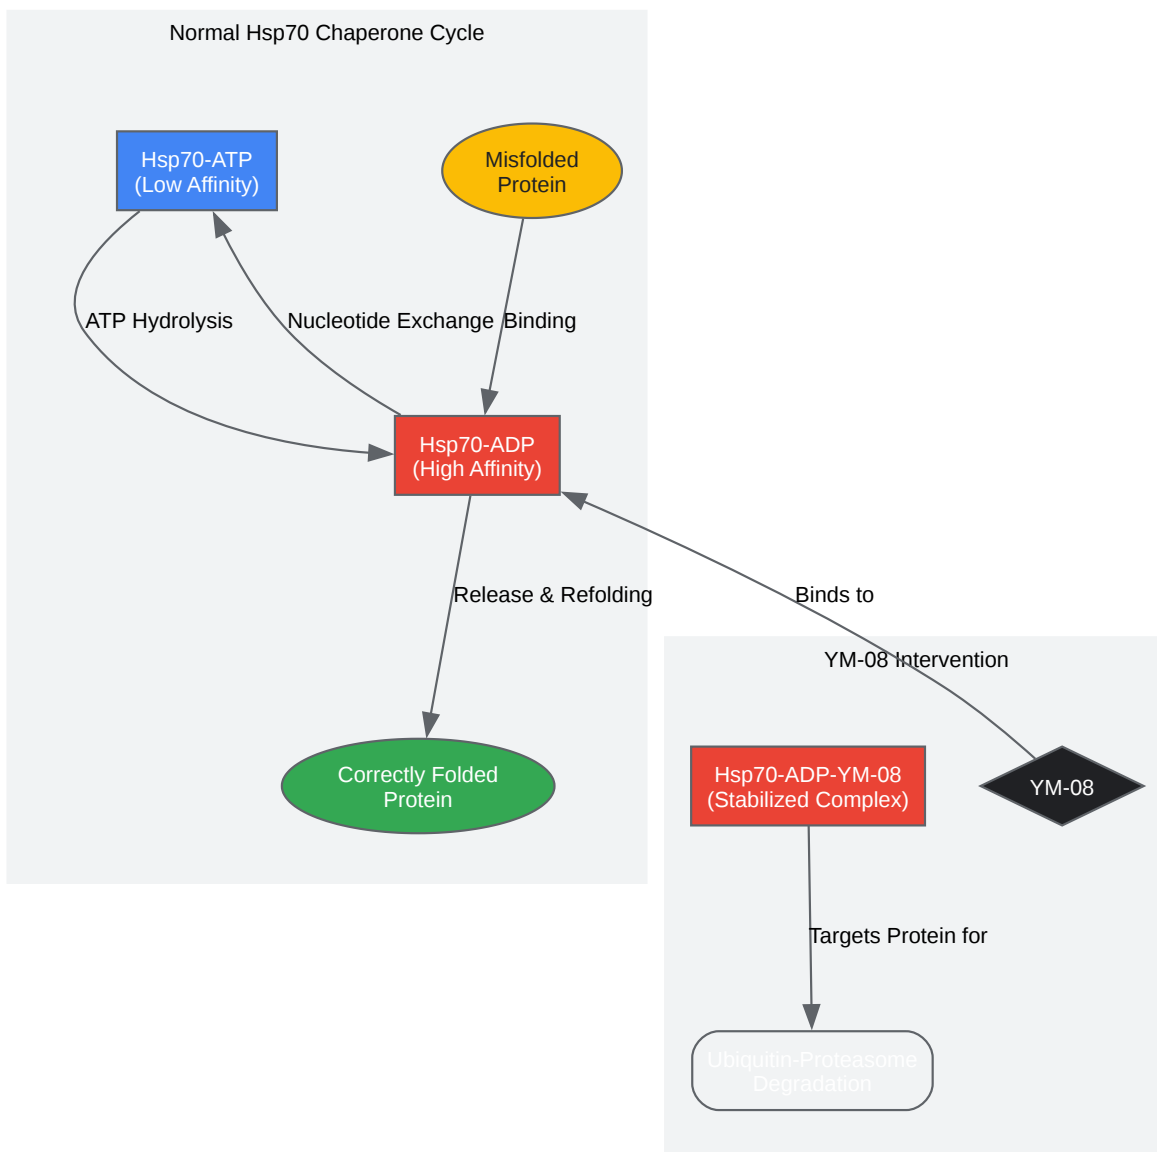 Normal Hsp70 Chaperone Cycle
Hsp70-ATP
(Low Affinity)
Misfolded
Protein
ATP Hydrolysis
Nucleotide Exchange
Binding
Hsp70-ADP
(High Affinity)
Release & Refolding
Binds to
YM-08 Intervention
Correctly Folded
Protein
Hsp70-ADP-YM-08
(Stabilized Complex)
YM-08
Targets Protein for
Ubiquitin-Proteasome
Degradation